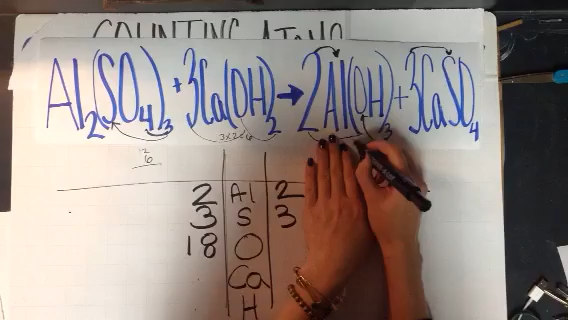 COUNTING ATOMS
Al2(SO4)3 + 3Ca(OH)2 → 2Al(OH)3 + 3CaSO4
3x2=6
2 Al 2
3 S 3
18 O
Ca
H